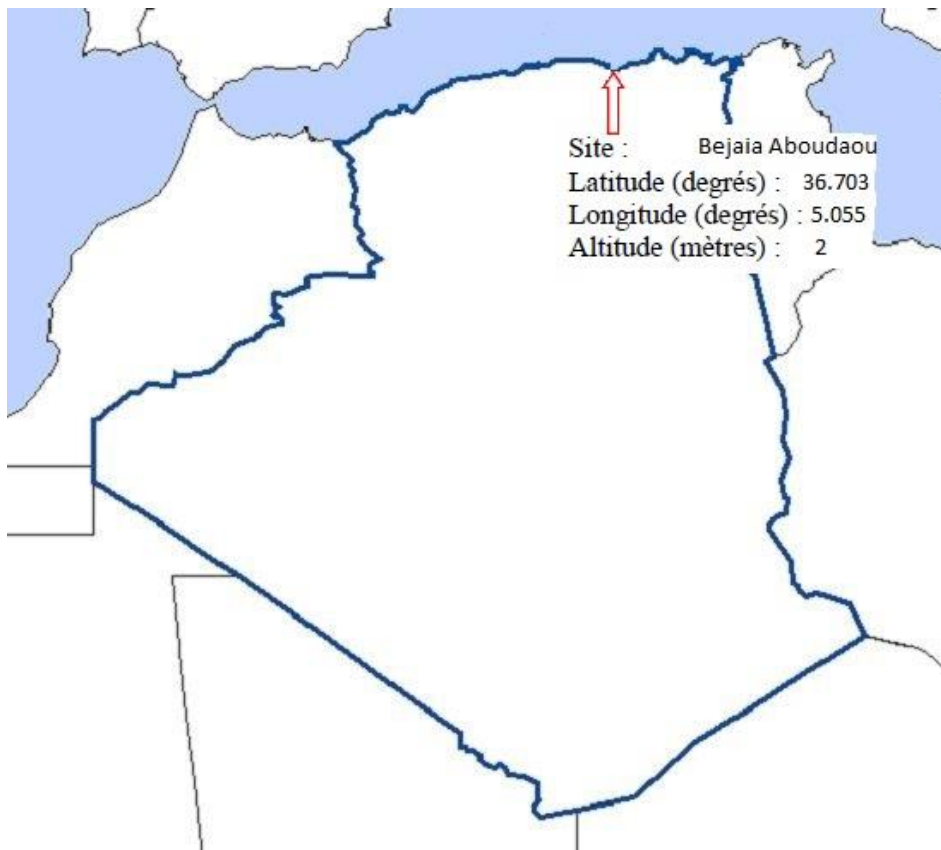 Site : Bejaia Aboudaou
Latitude (degrés) : 36.703
Longitude (degrés) : 5.055
Altitude (mètres) : 2